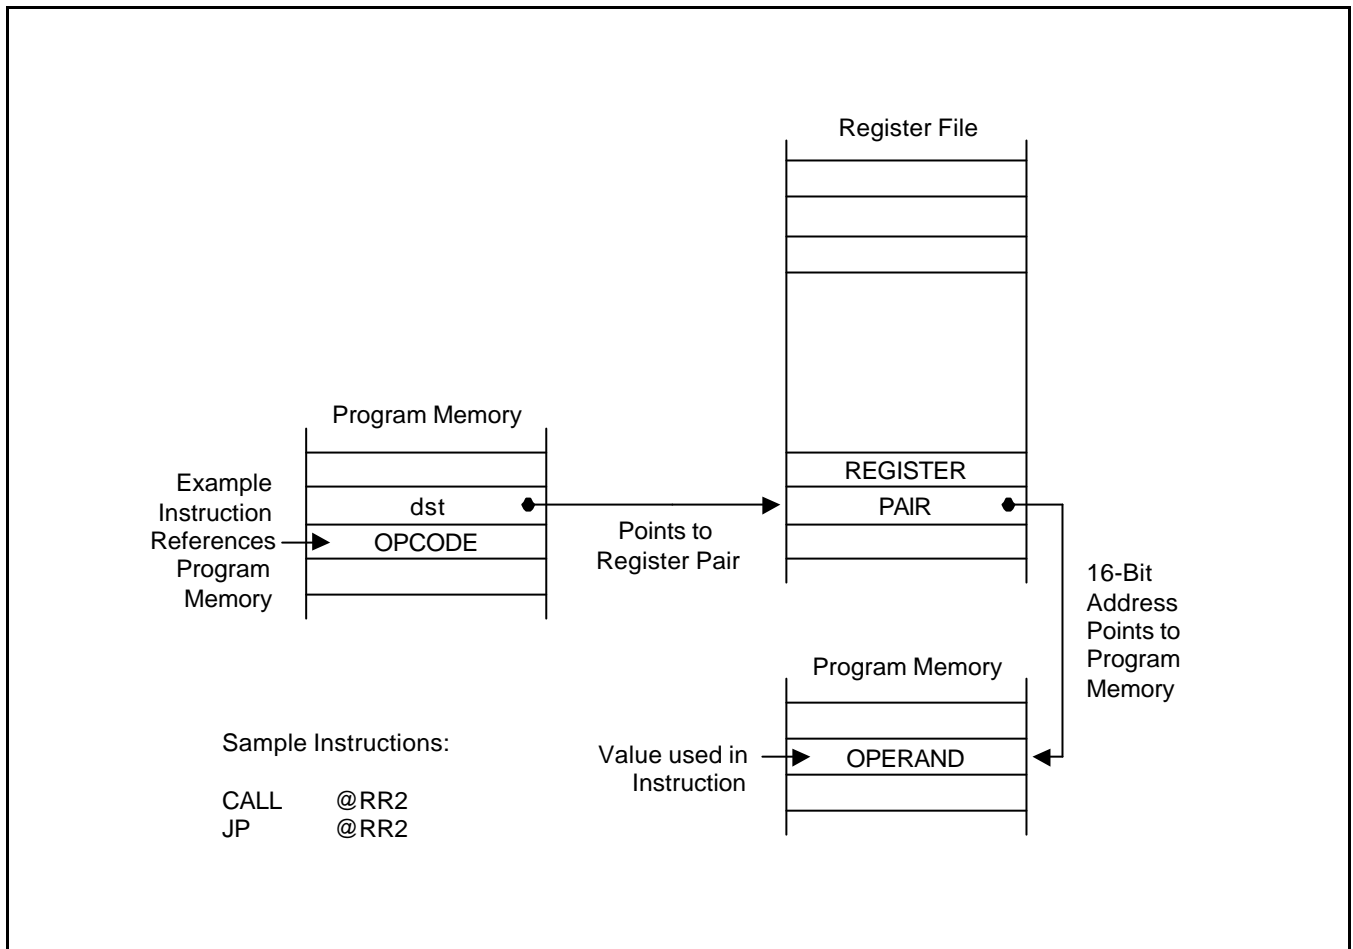 Register File
Program Memory
Example
Instruction
References
Program
Memory
dst
OPCODE
Points to
Register Pair
REGISTER
PAIR
16-Bit
Address
Points to
Program
Memory
Program Memory
Value used in
Instruction
OPERAND
Sample Instructions:
CALL @RR2
JP @RR2